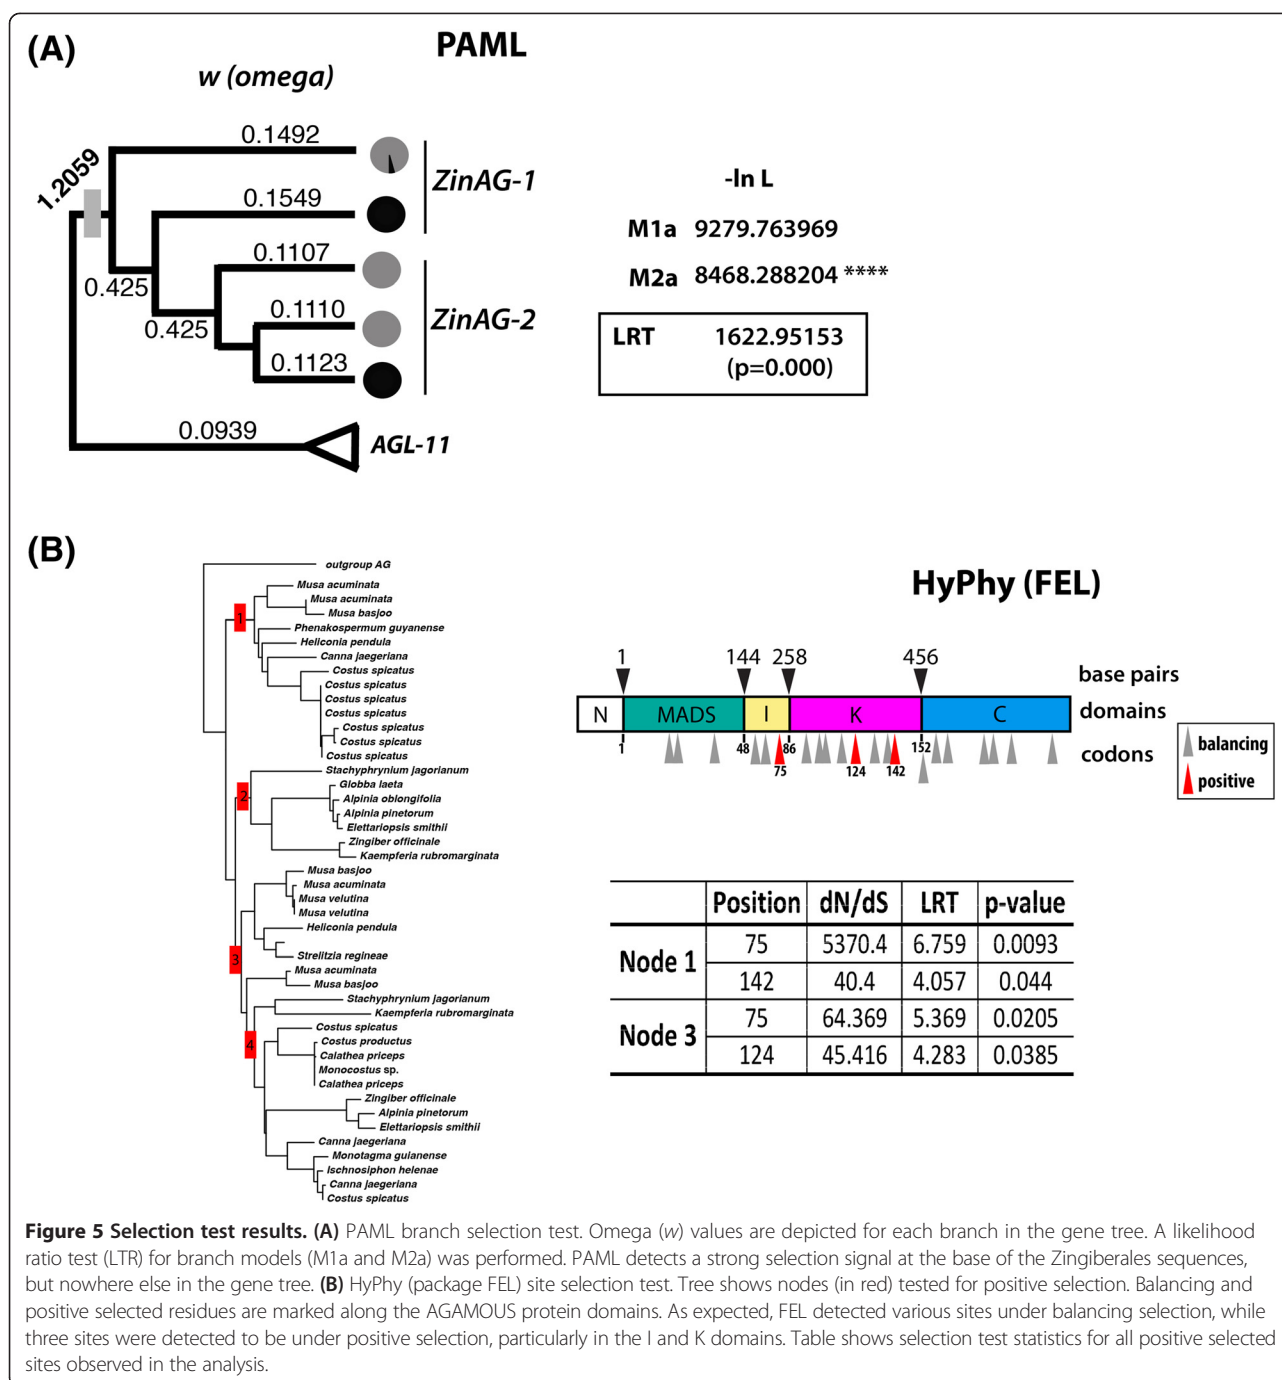 (A)
PAML
w (omega)
1.2059
0.1492
0.1549
0.425
0.1107
0.425
0.1110
0.1123
0.0939
ZinAG-1
ZinAG-2
AGL-11
-ln L
M1a 9279.763969
M2a 8468.288204 ****
LRT 1622.95153
(p=0.000)
(B)
outgroup AG
Musa acuminata
Musa acuminata
Musa basjoo
1
Phenakospermum guyanense
Heliconia pendula
Canna jaegeriana
Costus spicatus
Costus spicatus
Costus spicatus
Costus spicatus
Costus spicatus
Costus spicatus
Costus spicatus
Stachyphrynium jagorianum
2
Globba laeta
Alpinia oblongifolia
Alpinia pinetorum
Elettariopsis smithii
Zingiber officinale
Kaempferia rubromarginata
Musa basjoo
Musa acuminata
Musa velutina
Musa velutina
Heliconia pendula
3
Strelitzia regineae
Musa acuminata
Musa basjoo
Stachyphrynium jagorianum
Kaempferia rubromarginata
Costus spicatus
4
Costus productus
Calathea priceps
Monocostus sp.
Calathea priceps
Zingiber officinale
Alpinia pinetorum
Elettariopsis smithii
Canna jaegeriana
Monotagma guianense
Ischnosiphon helenae
Canna jaegeriana
Costus spicatus
HyPhy (FEL)
1 144 258 456 base pairs
N MADS I K C domains
1 48 86 152 codons
75 124 142
balancing
positive
Position dN/dS LRT p-value
Node 1 75 5370.4 6.759 0.0093
142 40.4 4.057 0.044
Node 3 75 64.369 5.369 0.0205
124 45.416 4.283 0.0385
Figure 5 Selection test results. (A) PAML branch selection test. Omega (w) values are depicted for each branch in the gene tree. A likelihood
ratio test (LTR) for branch models (M1a and M2a) was performed. PAML detects a strong selection signal at the base of the Zingiberales sequences,
but nowhere else in the gene tree. (B) HyPhy (package FEL) site selection test. Tree shows nodes (in red) tested for positive selection. Balancing and
positive selected residues are marked along the AGAMOUS protein domains. As expected, FEL detected various sites under balancing selection, while
three sites were detected to be under positive selection, particularly in the I and K domains. Table shows selection test statistics for all positive selected
sites observed in the analysis.